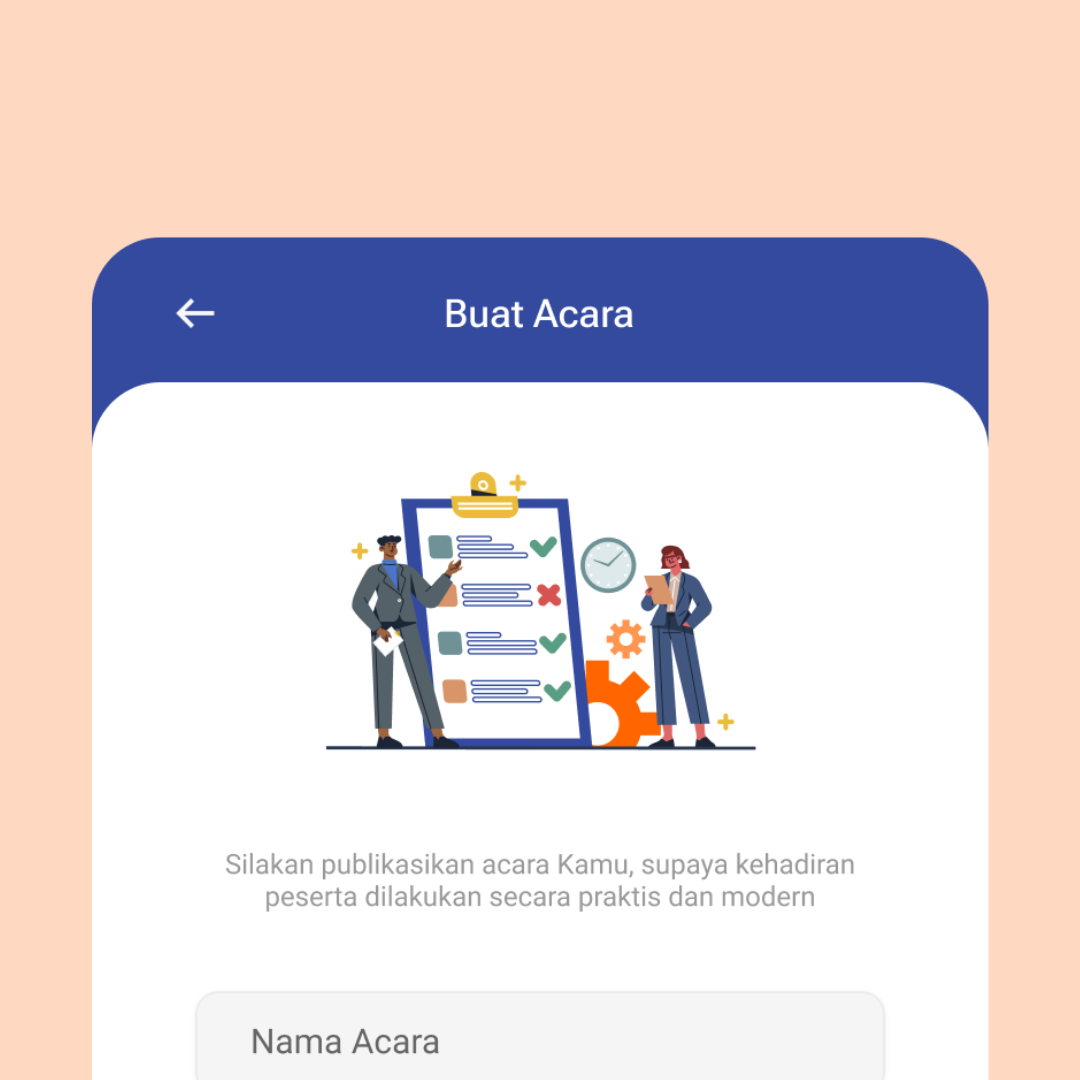 Buat Acara
Silakan publikasikan acara Kamu, supaya kehadiran
peserta dilakukan secara praktis dan modern
Nama Acara